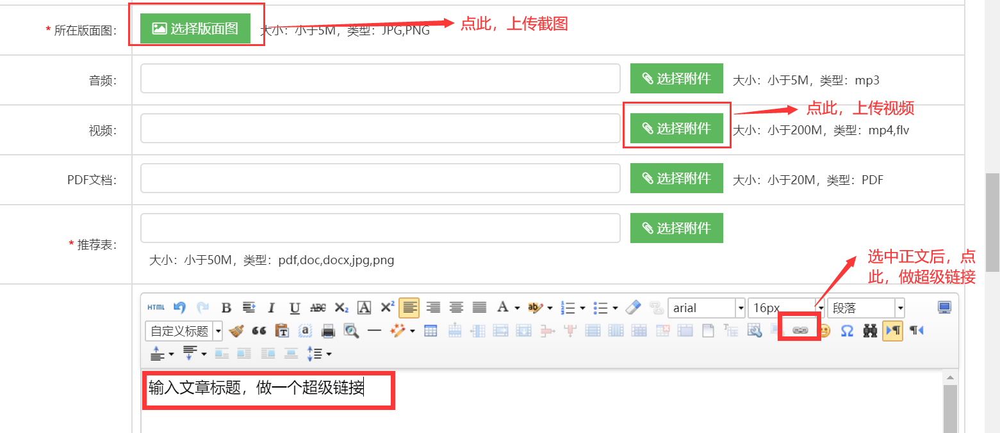 * 所在版面图：
选择版面图
大小：小于5M，类型：JPG,PNG
点此，上传截图
音频：
选择附件
大小：小于5M，类型：mp3
点此，上传视频
视频：
选择附件
大小：小于200M，类型：mp4,flv
PDF文档：
选择附件
大小：小于20M，类型：PDF
* 推荐表：
选择附件
大小：小于50M，类型：pdf,doc,docx,jpg,png
选中正文后，点
此，做超级链接
HTML B I U ABC X₂ A X² A ab arial 16px 段落
自定义标题 T a Ω
输入文章标题，做一个超级链接